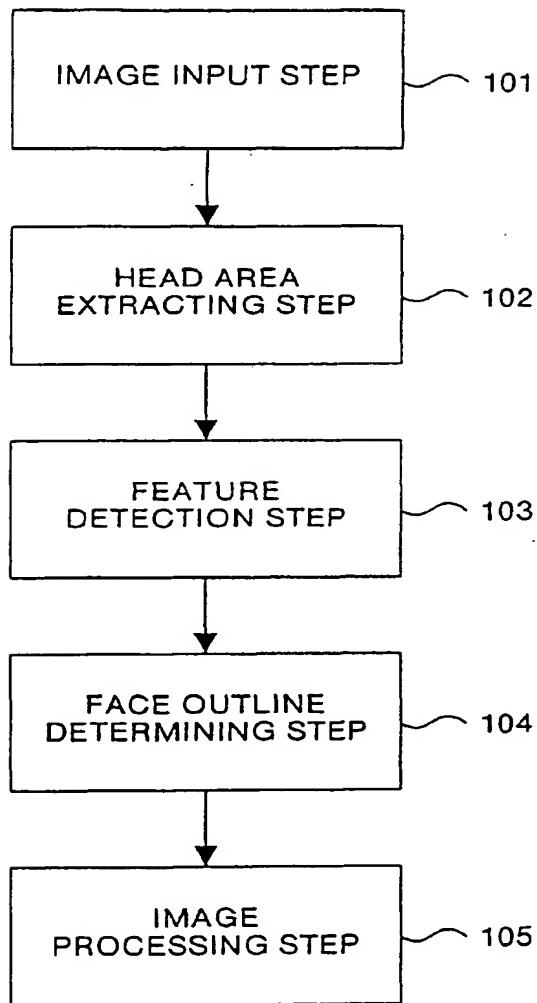 IMAGE INPUT STEP
101
HEAD AREA
EXTRACTING STEP
102
FEATURE
DETECTION STEP
103
FACE OUTLINE
DETERMINING STEP
104
IMAGE
PROCESSING STEP
105